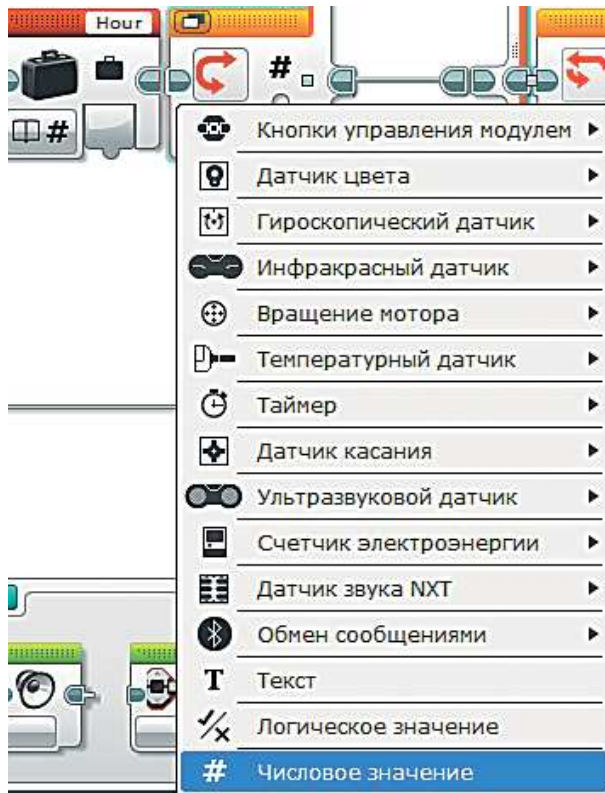 Hour
#
#
Кнопки управления модулем
Датчик цвета
Гироскопический датчик
Инфракрасный датчик
Вращение мотора
Температурный датчик
Таймер
Датчик касания
Ультразвуковой датчик
Счетчик электроэнергии
Датчик звука NXT
Обмен сообщениями
T Текст
Логическое значение
# Числовое значение